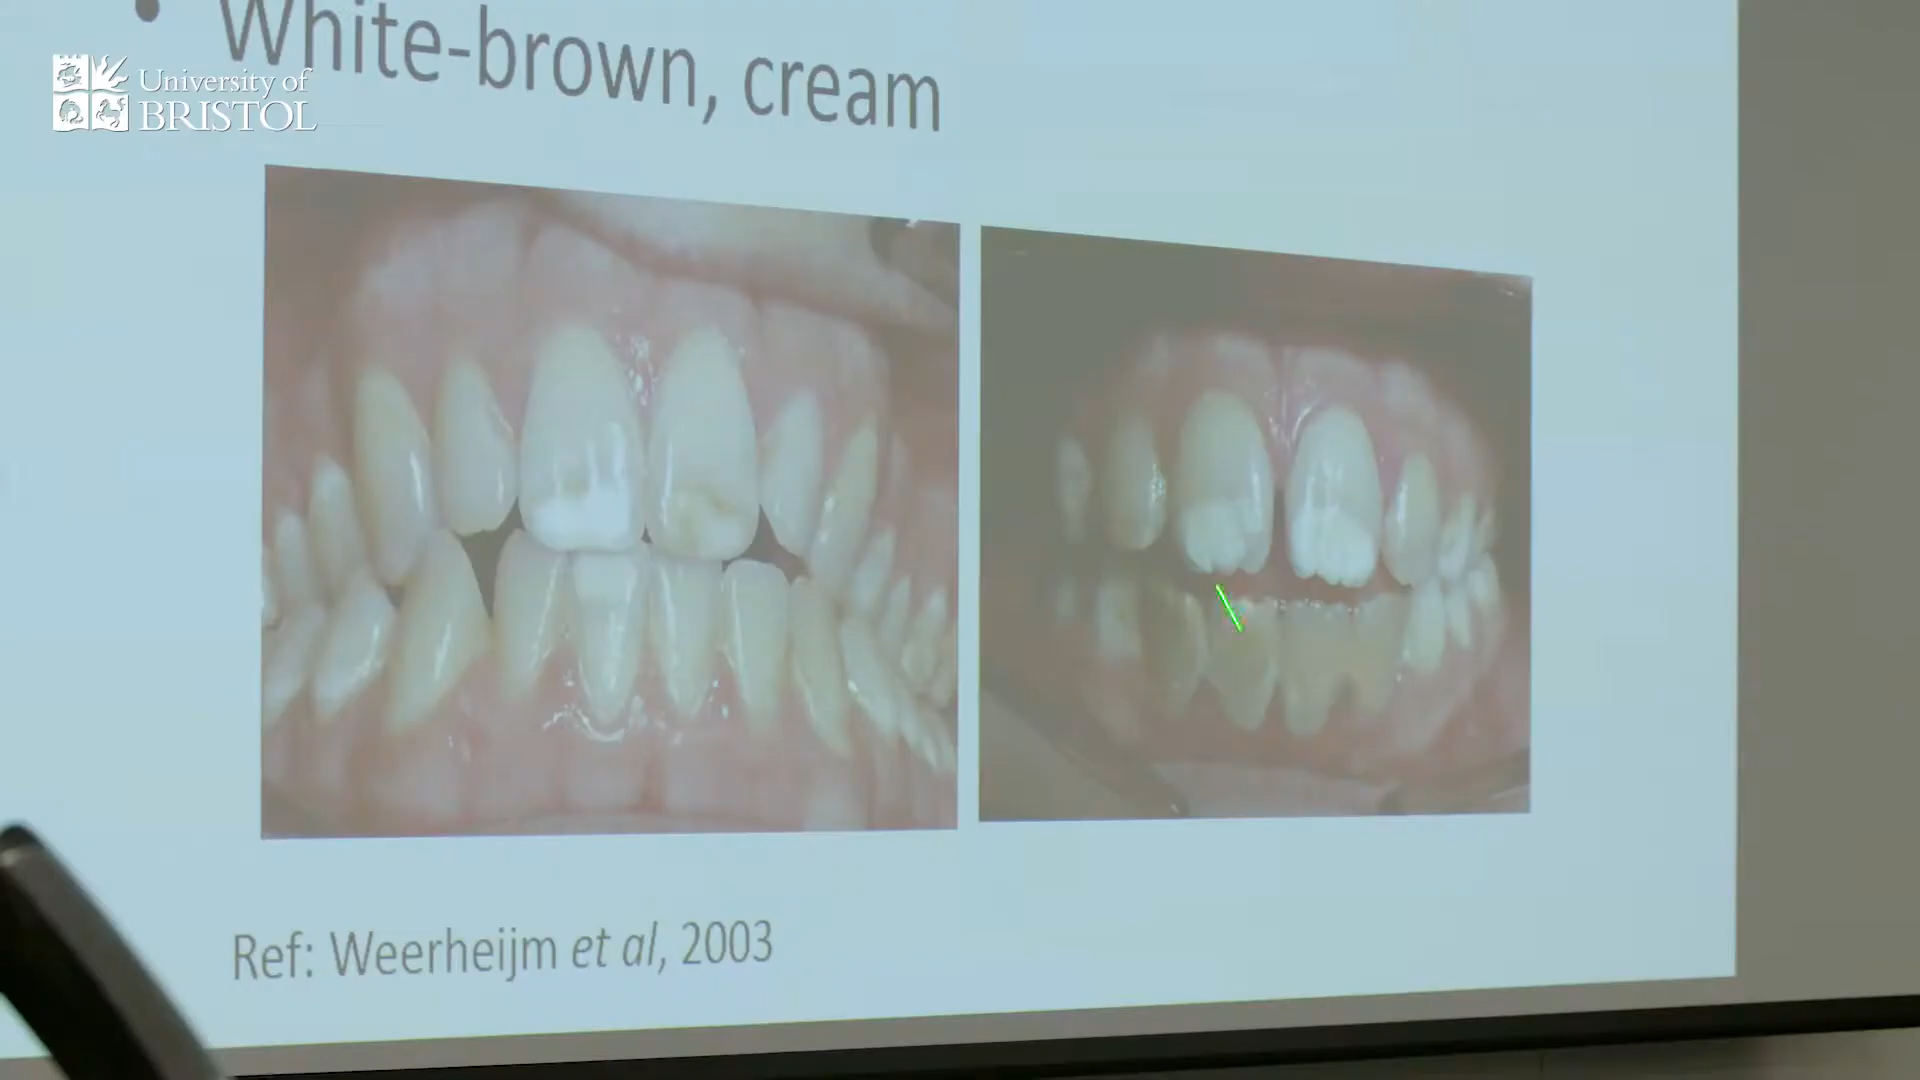 White-brown, cream
University of
BRISTOL
Ref: Weerheijm et al, 2003